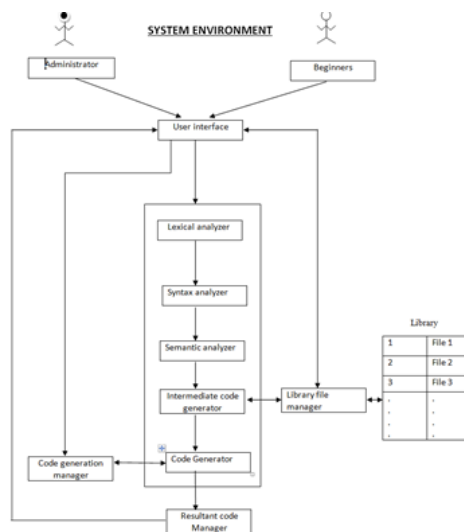 SYSTEM ENVIRONMENT
Administrator
Beginners
User interface
Lexical analyzer
Syntax analyzer
Semantic analyzer
Intermediate code
generator
Library file
manager
Library
1 File 1
2 File 2
3 File 3
. .
. .
. .
. .
Code generation
manager
Code Generator
Resultant code
Manager